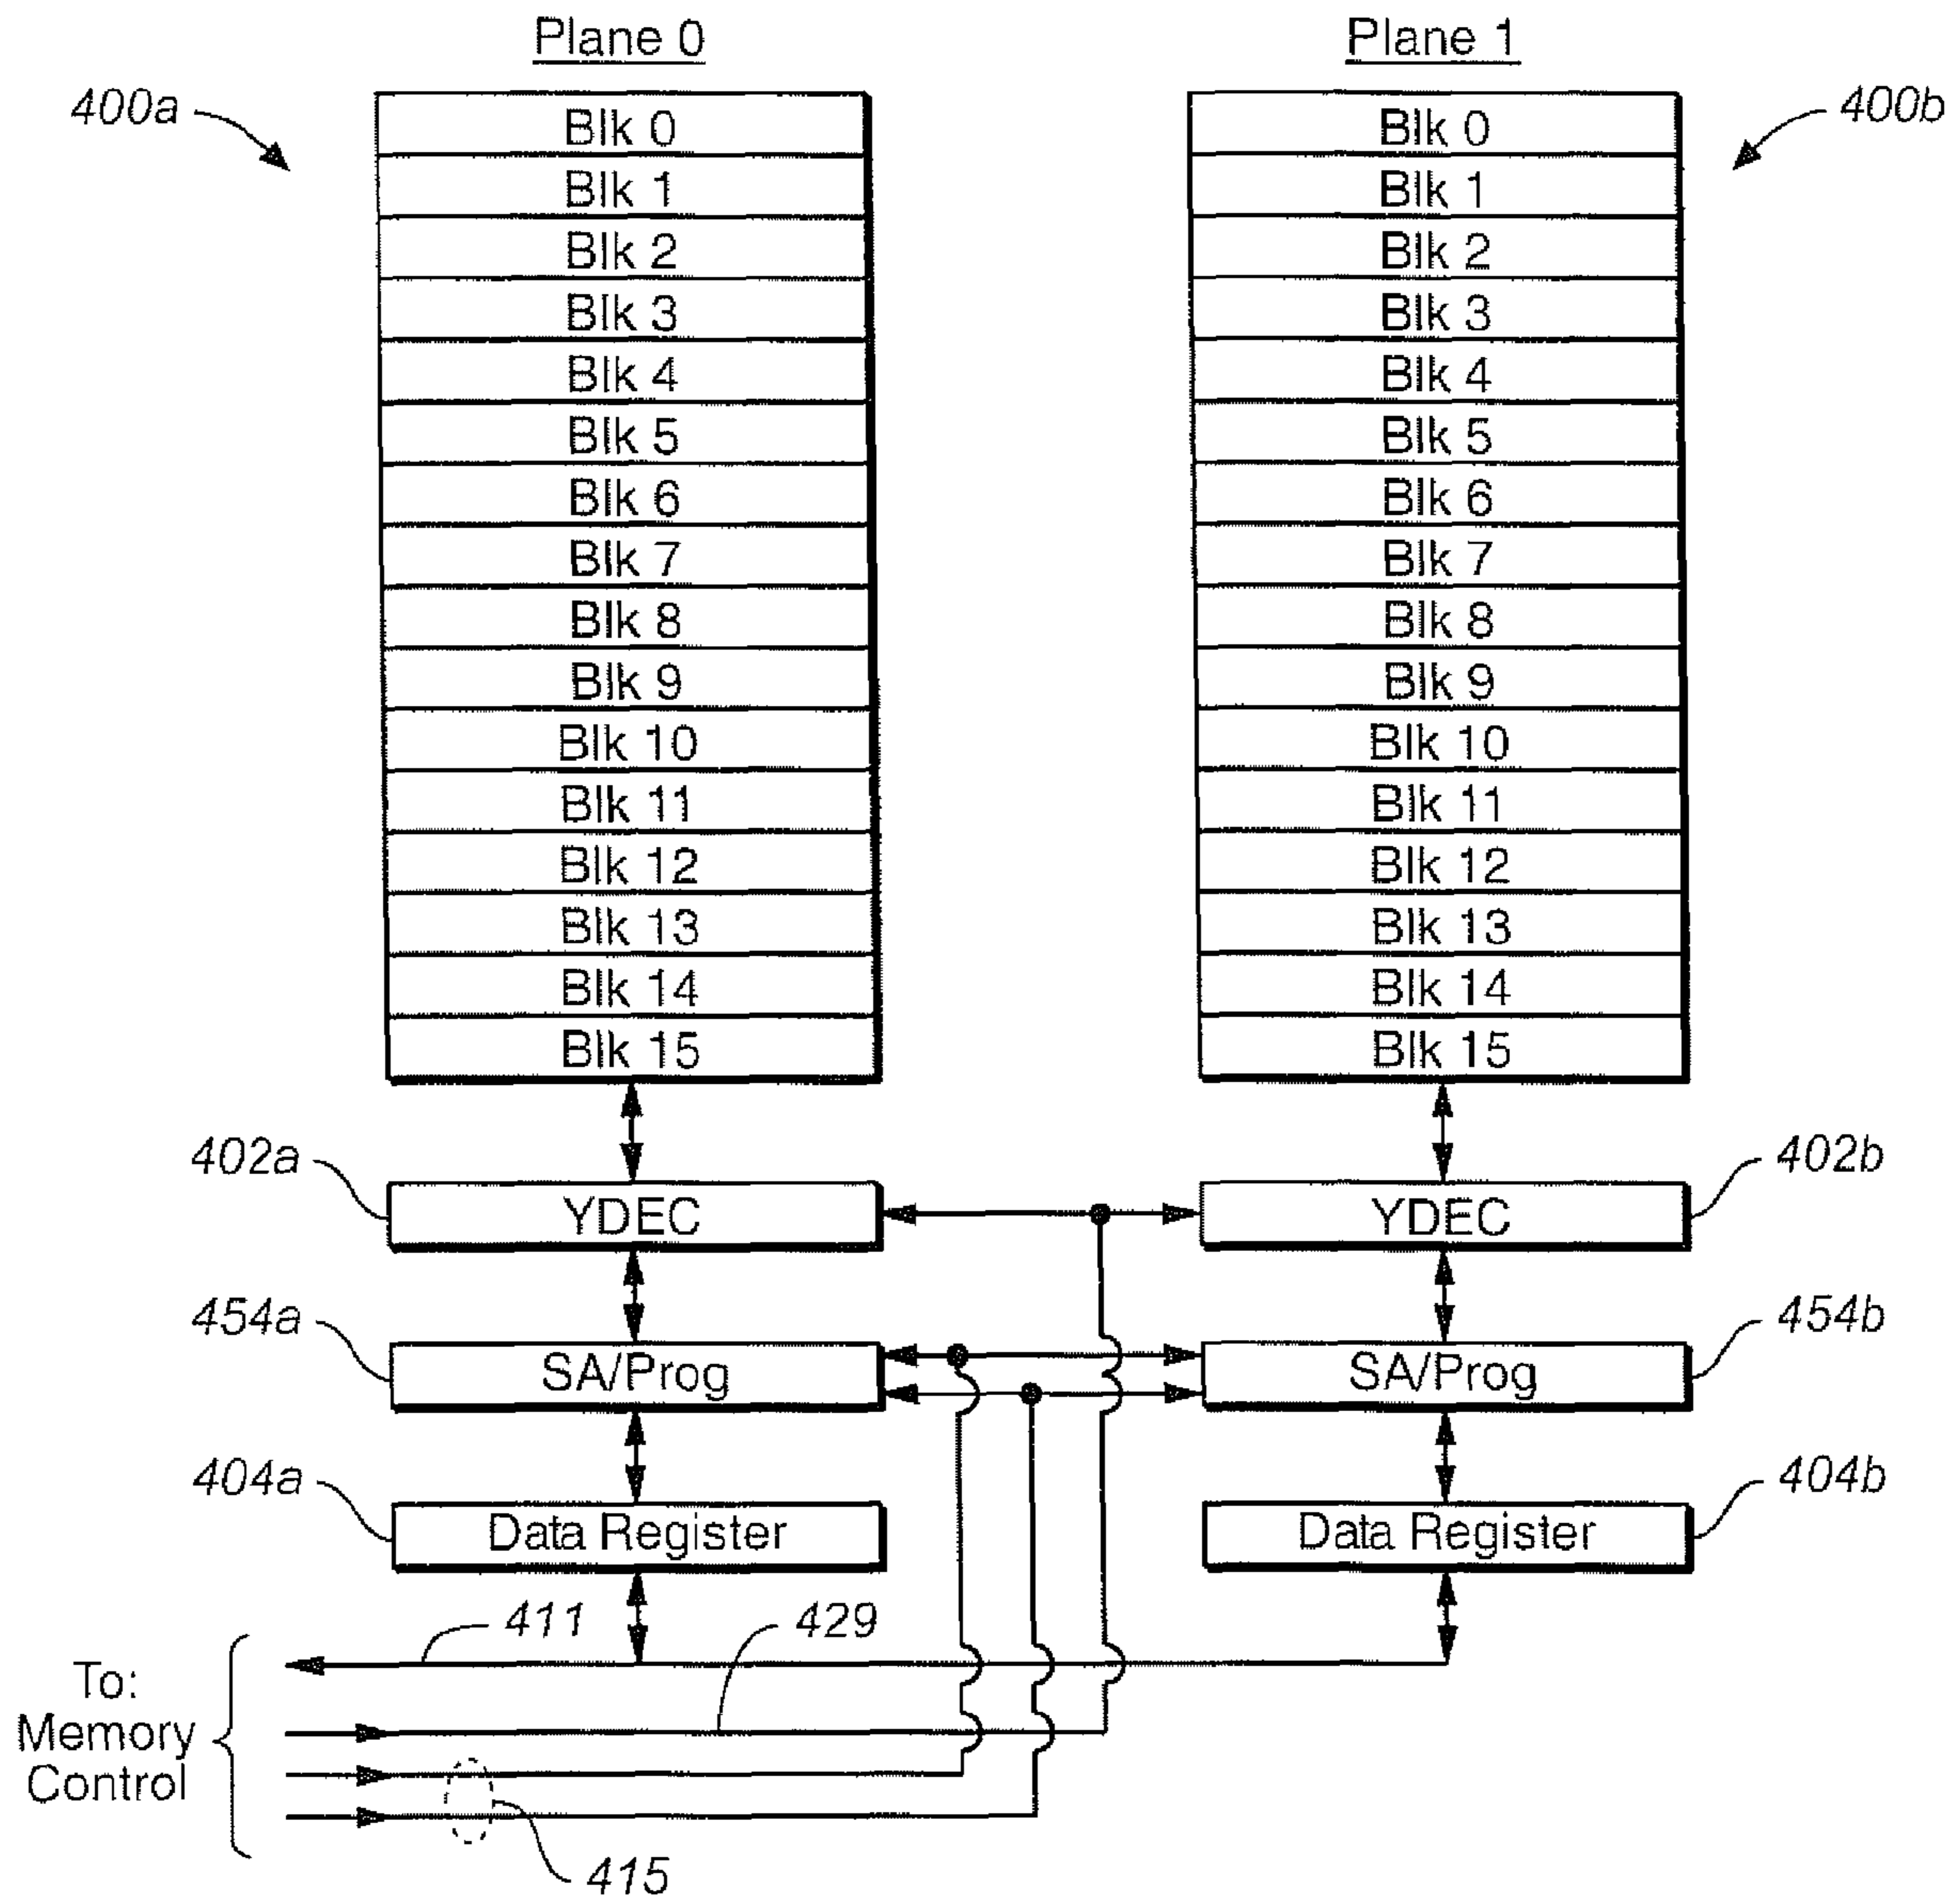 Plane 0
Plane 1
400a
400b
Blk 0
Blk 1
Blk 2
Blk 3
Blk 4
Blk 5
Blk 6
Blk 7
Blk 8
Blk 9
Blk 10
Blk 11
Blk 12
Blk 13
Blk 14
Blk 15
Blk 0
Blk 1
Blk 2
Blk 3
Blk 4
Blk 5
Blk 6
Blk 7
Blk 8
Blk 9
Blk 10
Blk 11
Blk 12
Blk 13
Blk 14
Blk 15
402a
YDEC
YDEC
402b
454a
SA/Prog
SA/Prog
454b
404a
Data Register
Data Register
404b
411
429
To:
Memory
Control
415